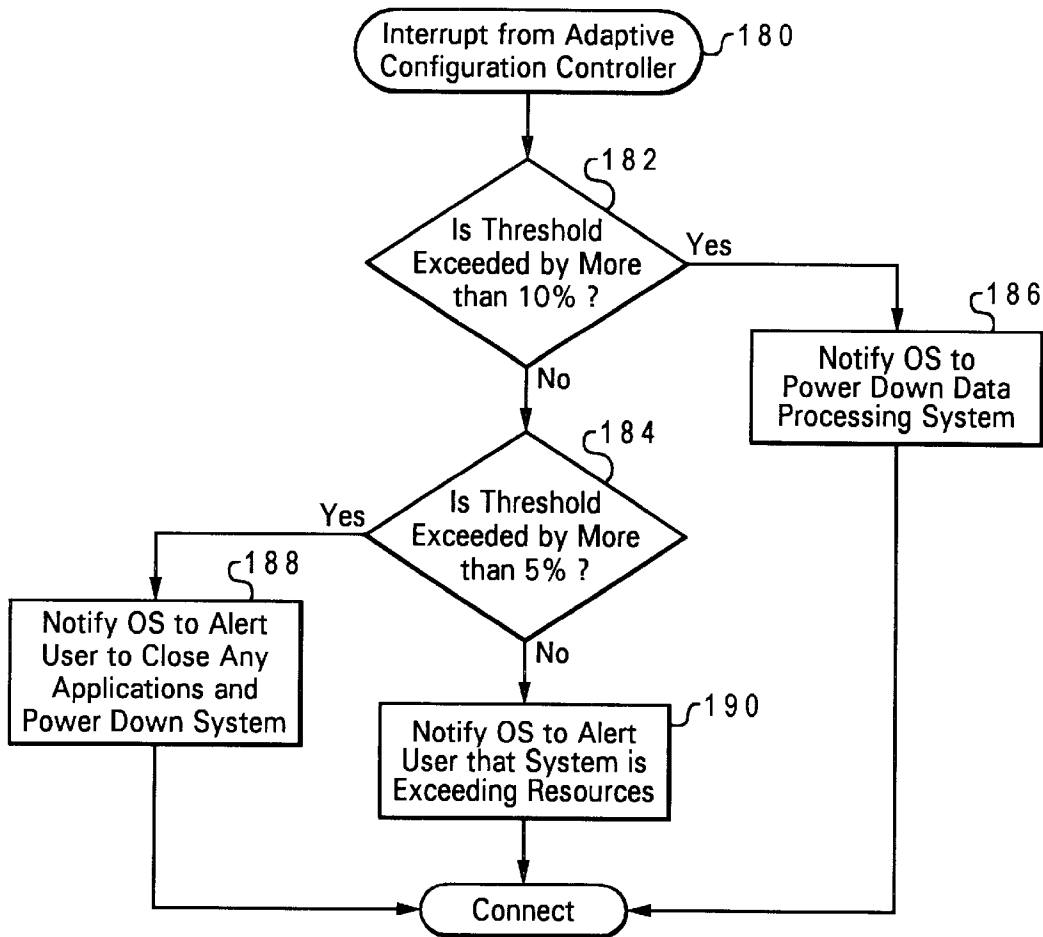 Interrupt from Adaptive
Configuration Controller
180
182
Is Threshold
Exceeded by More
than 10% ?
Yes
No
186
Notify OS to
Power Down Data
Processing System
184
Is Threshold
Exceeded by More
than 5% ?
Yes
No
188
Notify OS to Alert
User to Close Any
Applications and
Power Down System
190
Notify OS to Alert
User that System is
Exceeding Resources
Connect